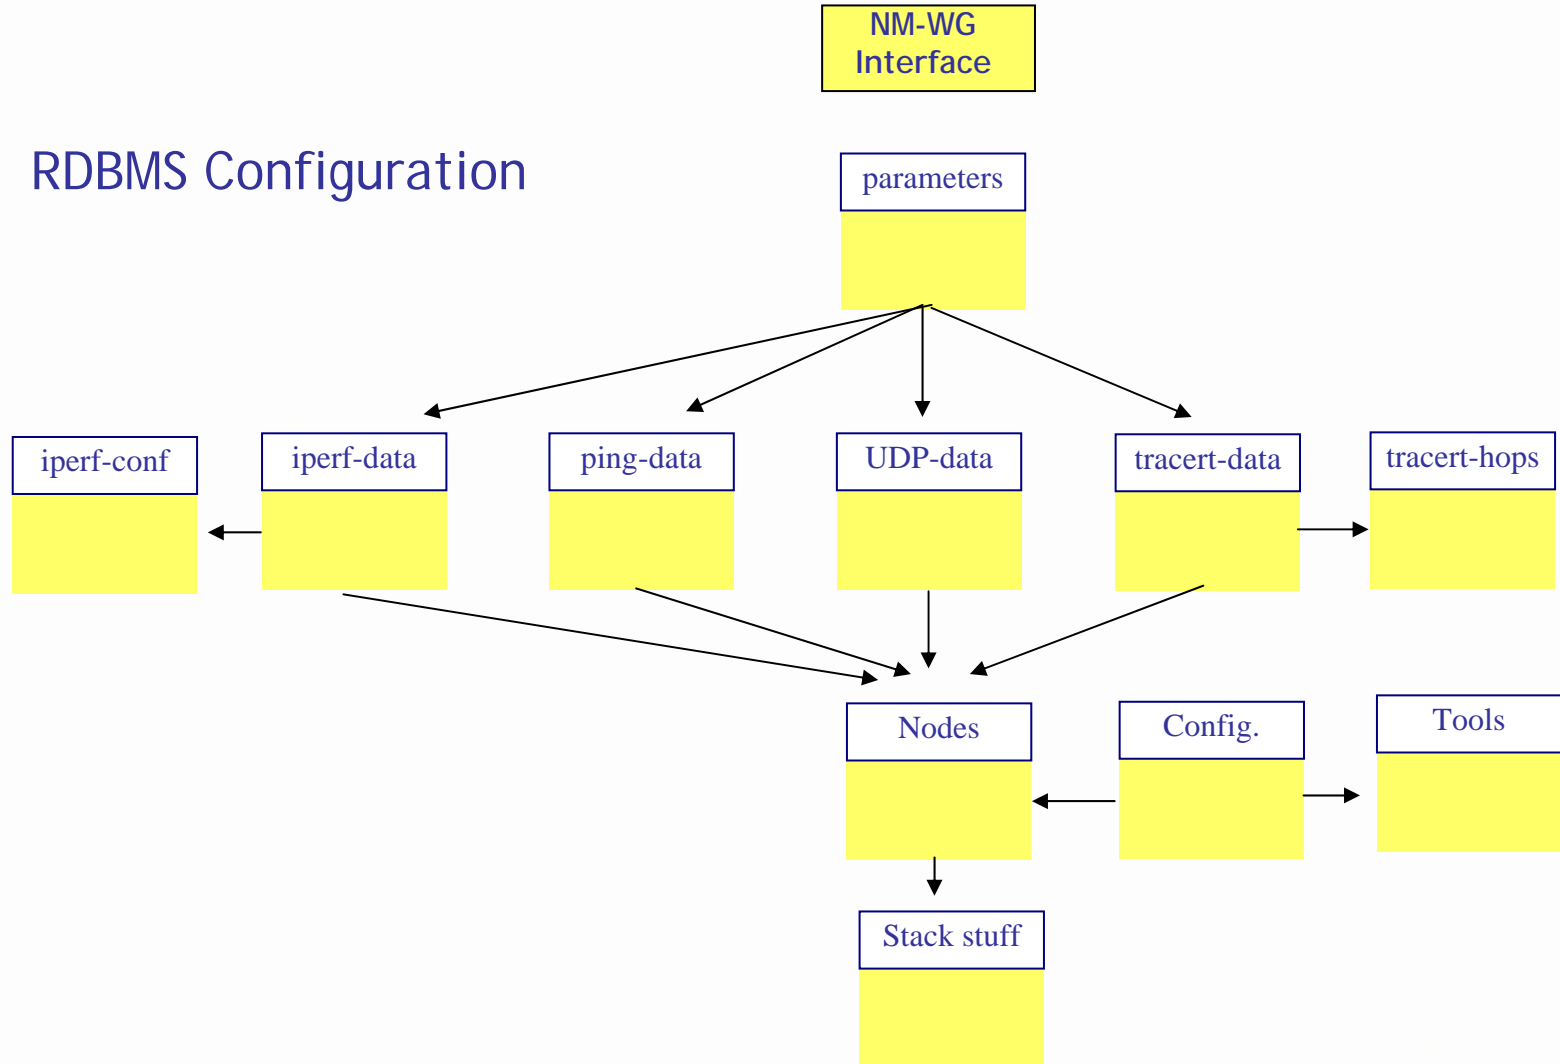 NM-WG
Interface
RDBMS Configuration
parameters
iperf-conf
iperf-data
ping-data
UDP-data
tracert-data
tracert-hops
Nodes
Config.
Tools
Stack stuff